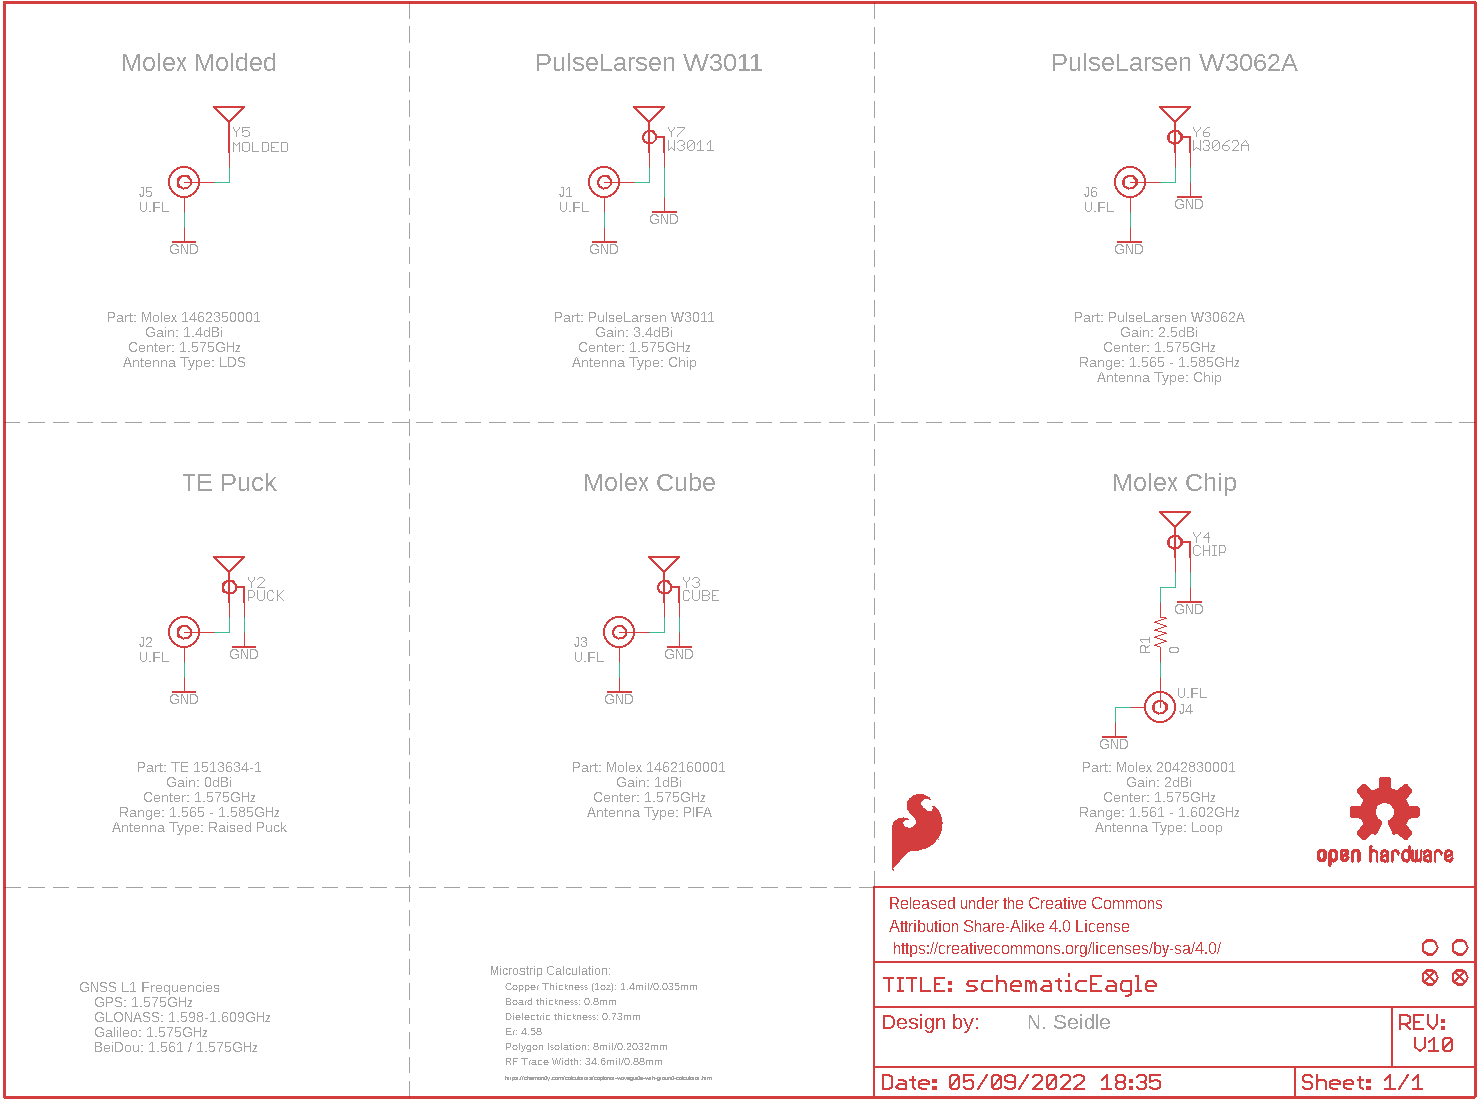 Molex Molded
Y5
MOLDED
J5
U.FL
GND
Part: Molex 1462350001
Gain: 1.4dBi
Center: 1.575GHz
Antenna Type: LDS
PulseLarsen W3011
Y7
W3011
J1
U.FL
GND
GND
Part: PulseLarsen W3011
Gain: 3.4dBi
Center: 1.575GHz
Antenna Type: Chip
PulseLarsen W3062A
Y6
W3062A
J6
U.FL
GND
GND
Part: PulseLarsen W3062A
Gain: 2.5dBi
Center: 1.575GHz
Range: 1.565 - 1.585GHz
Antenna Type: Chip
TE Puck
Y2
PUCK
J2
U.FL
GND
GND
Part: TE 1513634-1
Gain: 0dBi
Center: 1.575GHz
Range: 1.565 - 1.585GHz
Antenna Type: Raised Puck
Molex Cube
Y3
CUBE
J3
U.FL
GND
GND
Part: Molex 1462160001
Gain: 1dBi
Center: 1.575GHz
Antenna Type: PIFA
Molex Chip
Y4
CHIP
GND
R1
0
U.FL
J4
GND
Part: Molex 2042830001
Gain: 2dBi
Center: 1.575GHz
Range: 1.561 - 1.602GHz
Antenna Type: Loop
open hardware
GNSS L1 Frequencies
GPS: 1.575GHz
GLONASS: 1.598-1.609GHz
Galileo: 1.575GHz
BeiDou: 1.561 / 1.575GHz
Microstrip Calculation:
Copper Thickness (1oz): 1.4mil/0.035mm
Board thickness: 0.8mm
Dielectric thickness: 0.73mm
Er: 4.58
Polygon Isolation: 8mil/0.2032mm
RF Trace Width: 34.6mil/0.88mm
Released under the Creative Commons
Attribution Share-Alike 4.0 License
https://creativecommons.org/licenses/by-sa/4.0/
TITLE: schematicEagle
Design by: N. Seidle
REV:
V10
Date: 05/09/2022 18:35
Sheet: 1/1